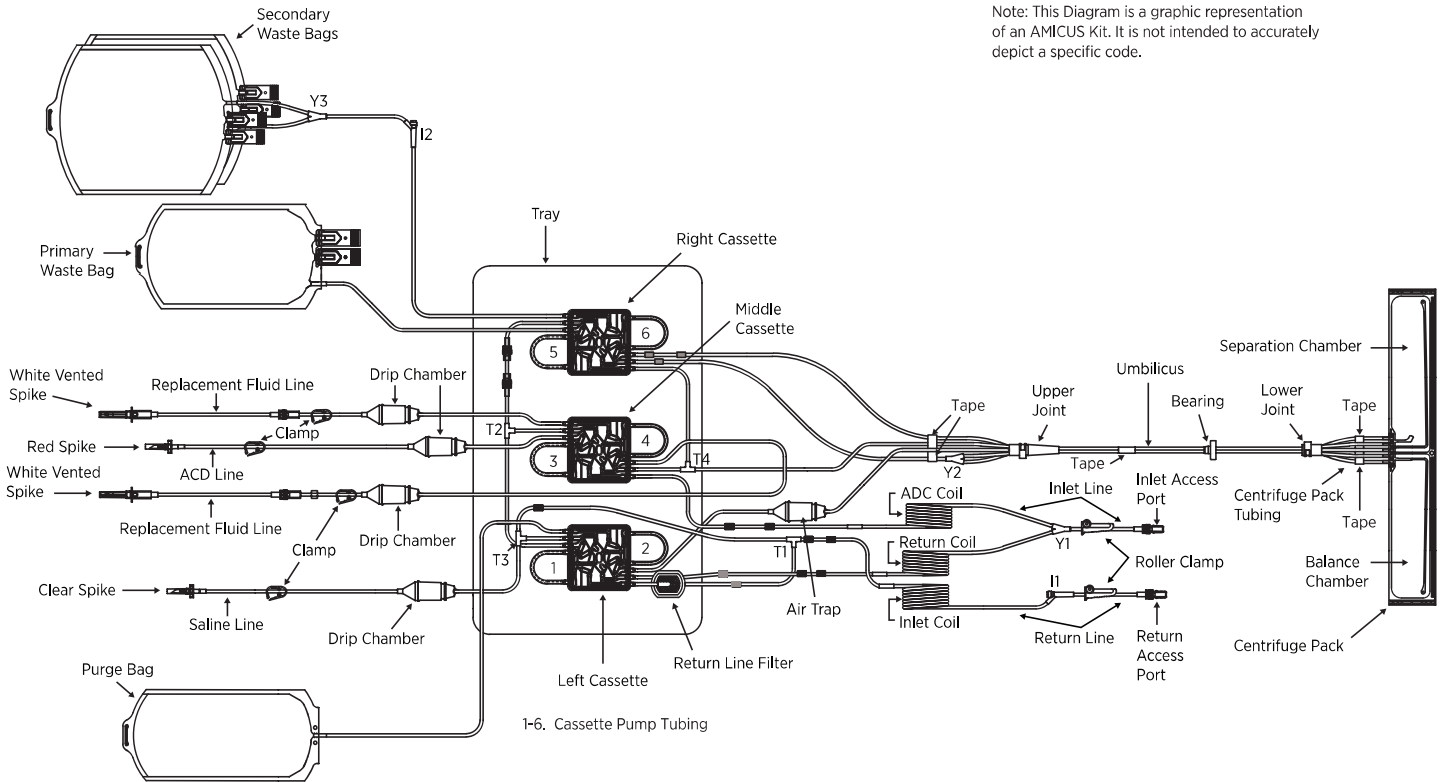 Note: This Diagram is a graphic representation
of an AMICUS Kit. It is not intended to accurately
depict a specific code.
Secondary
Waste Bags
Y3
I2
Primary
Waste Bag
Tray
Right Cassette
Middle
Cassette
6
5
Separation Chamber
White Vented
Spike
Replacement Fluid Line
Drip Chamber
Clamp
T2
4
3
T4
Tape
Y2
Upper
Joint
Umbilicus
Tape
Bearing
Lower
Joint
Tape
Red Spike
ACD Line
White Vented
Spike
Replacement Fluid Line
Drip Chamber
Clamp
ADC Coil
Inlet Line
Inlet Access
Port
Centrifuge Pack
Tubing
Tape
T3
2
1
T1
Return Coil
Y1
Roller Clamp
Balance
Chamber
Clear Spike
Saline Line
Drip Chamber
Air Trap
Inlet Coil
I1
Return Line
Return
Access
Port
Centrifuge Pack
Return Line Filter
Left Cassette
Purge Bag
1-6. Cassette Pump Tubing